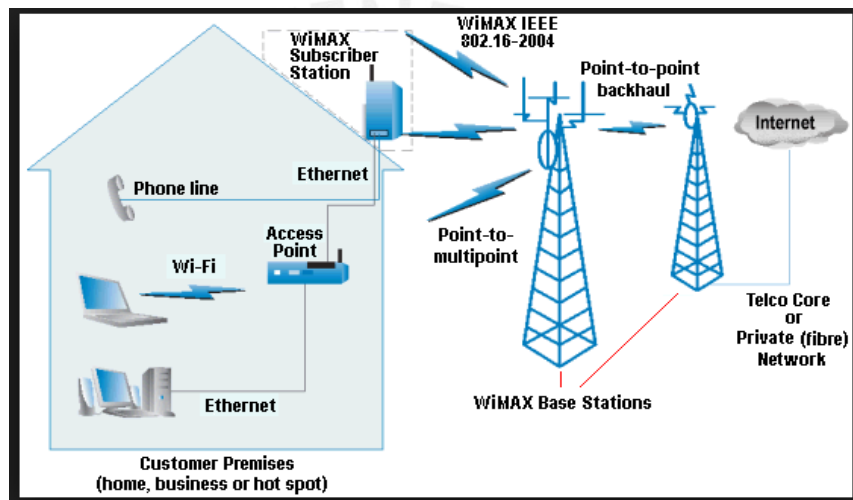 WiMAX
Subscriber
Station
WiMAX IEEE
802.16-2004
Point-to-point
backhaul
Internet
Ethernet
Phone line
Access
Point
Wi-Fi
Point-to-
multipoint
Ethernet
Telco Core
or
Private (fibre)
Network
WiMAX Base Stations
Customer Premises
(home, business or hot spot)